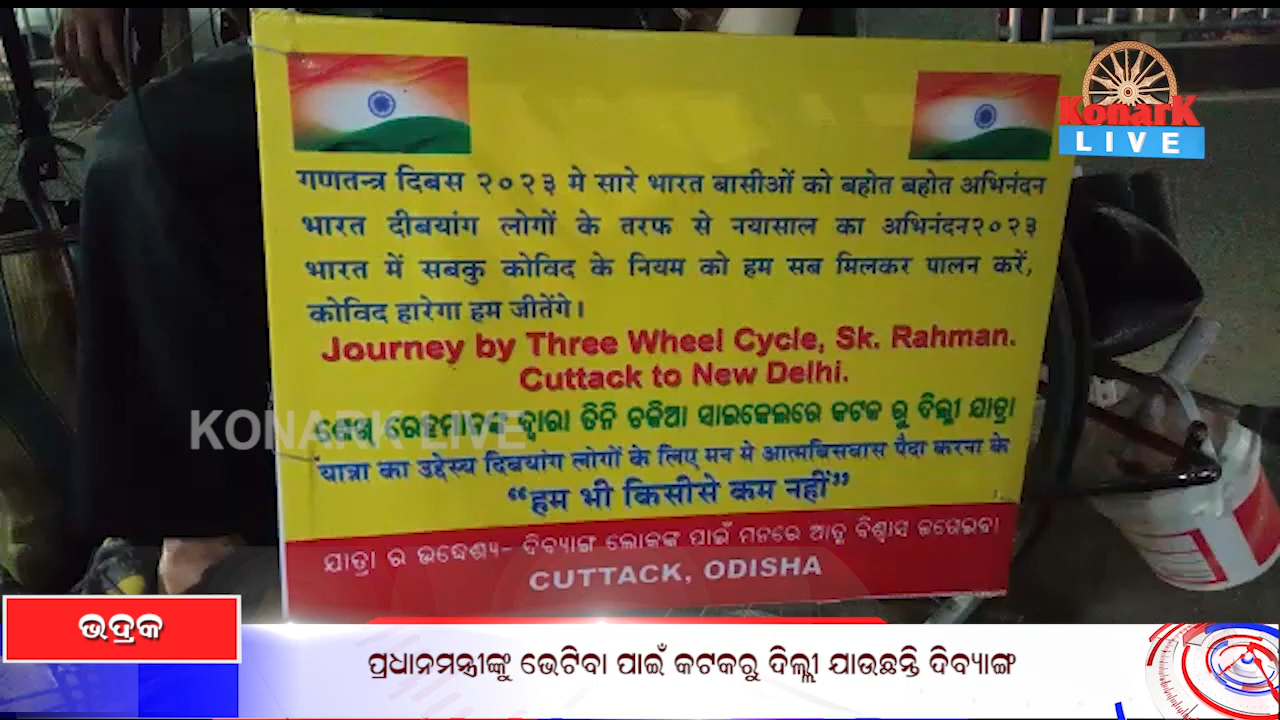 Konark
LIVE
गणतन्त्र दिबस २०२३ मे सारे भारत बासीओं को बहोत बहोत अभिनंदन
भारत दीबयांग लोगों के तरफ से नयासाल का अभिनंदन२०२३
भारत में सबकु कोविद के नियम को हम सब मिलकर पालन करें,
कोविद हारेगा हम जीतेंगे।
Journey by Three Wheel Cycle, Sk. Rahman.
Cuttack to New Delhi.
ସେଖ୍ ରେହମାନଙ୍କ ଦ୍ଵାରା ତିନି ଚକିଆ ସାଇକେଲରେ କଟକ ରୁ ଦିଲ୍ଲୀ ଯାତ୍ରା
KONARK LIVE
यात्रा का उद्देस्य दिबयांग लोगों के लिए मन मे आत्मबिसबास पैदा करना के
“हम भी किसीसे कम नहीं”
ଯାତ୍ରା ର ଉଦ୍ଧେଶ୍ୟ- ଦିବ୍ୟାଙ୍ଗ ଲୋକଙ୍କ ପାଇଁ ମନରେ ଆତ୍ମ ବିଶ୍ୱାସ କରେଇବା
CUTTACK, ODISHA
ଭଦ୍ରକ
ପ୍ରଧାନମନ୍ତ୍ରୀଙ୍କୁ ଭେଟିବା ପାଇଁ କଟକରୁ ଦିଲ୍ଲୀ ଯାଉଛନ୍ତି ଦିବ୍ୟାଙ୍ଗ